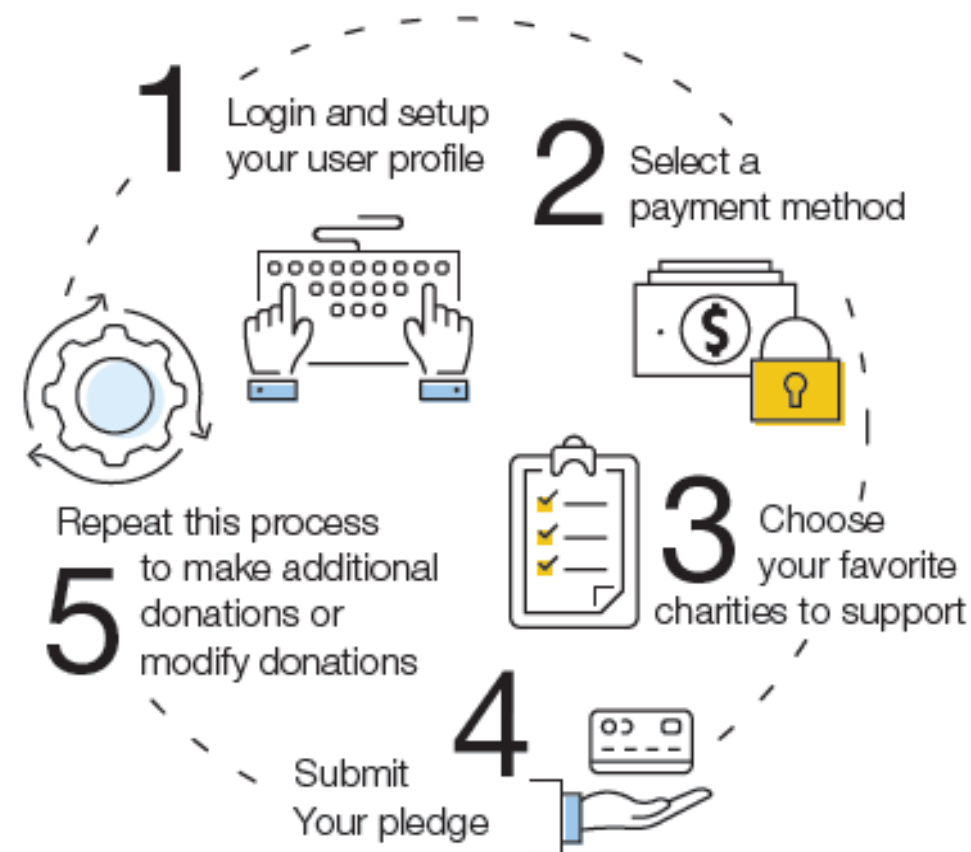 1
Login and setup
your user profile
2
Select a
payment method
$
3
Choose
your favorite
charities to support
4
Submit
Your pledge
5
Repeat this process
to make additional
donations or
modify donations